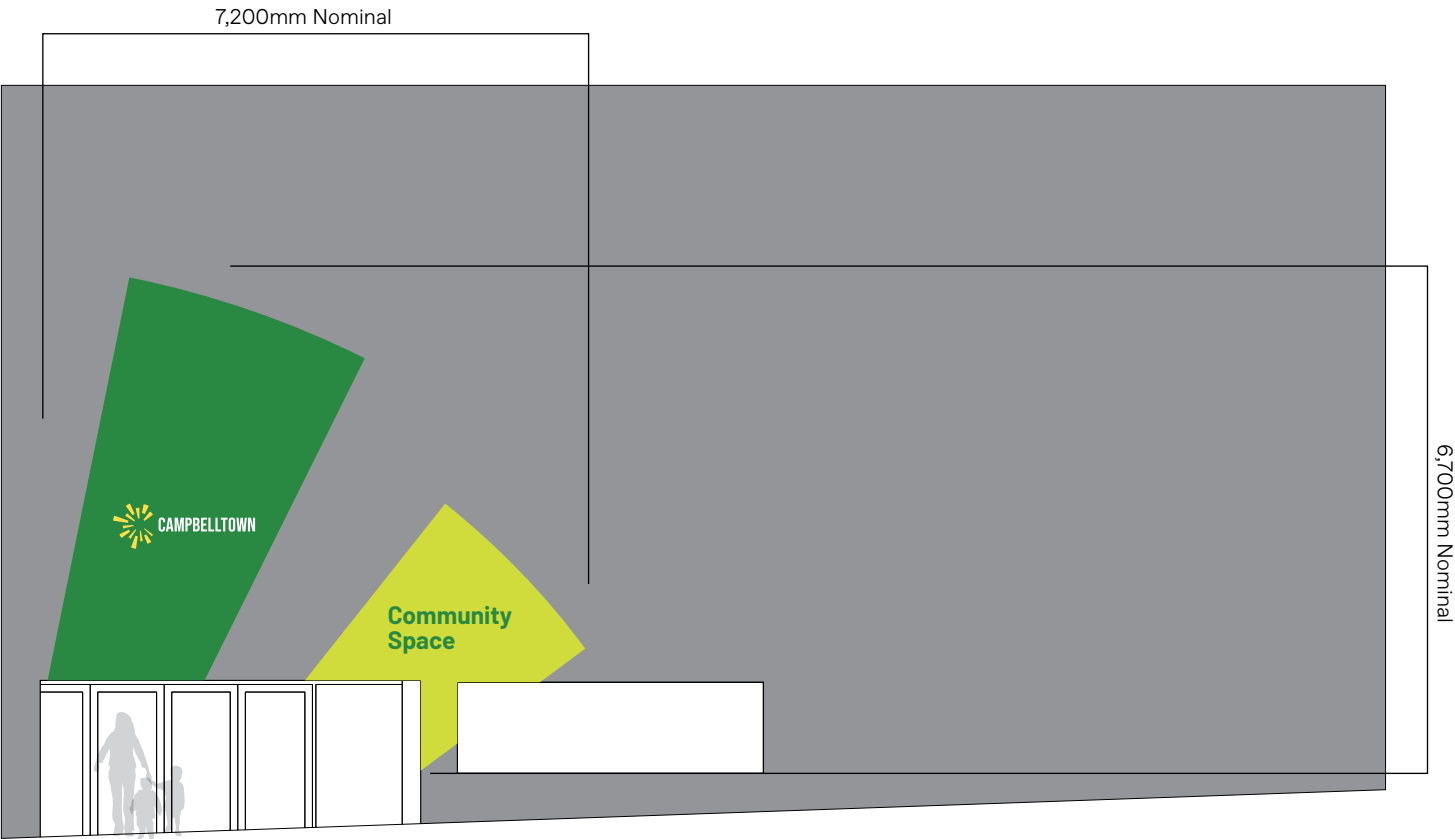 7,200mm Nominal
CAMPBELLTOWN
Community
Space
6,700mm Nominal